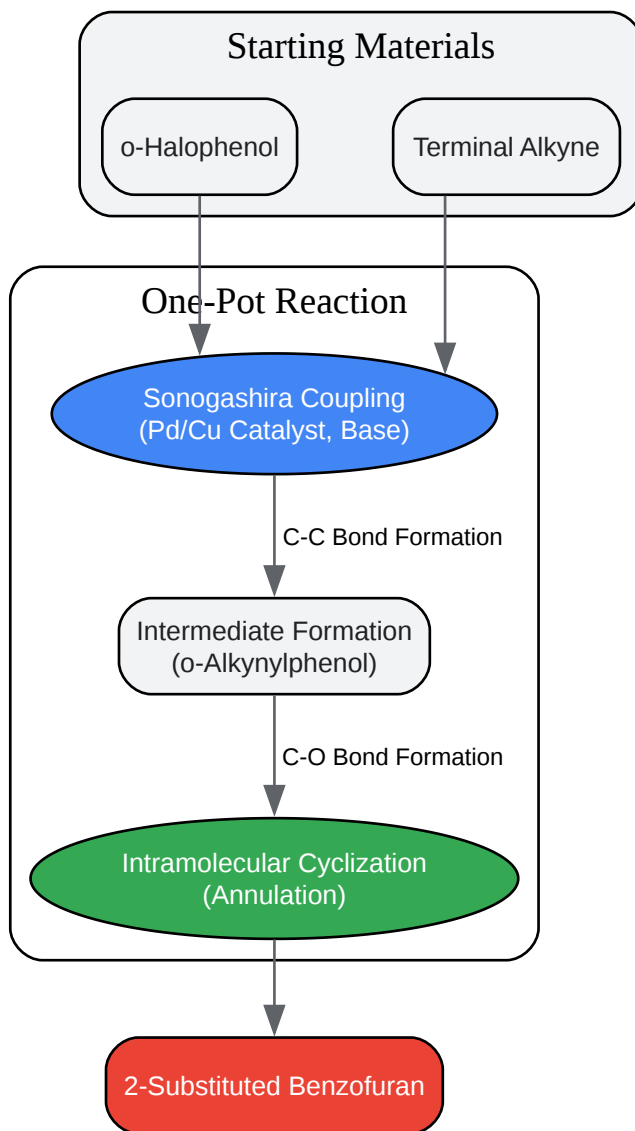 Starting Materials
o-Halophenol
Terminal Alkyne
One-Pot Reaction
Sonogashira Coupling
(Pd/Cu Catalyst, Base)
C-C Bond Formation
Intermediate Formation
(o-Alkynylphenol)
C-O Bond Formation
Intramolecular Cyclization
(Annulation)
2-Substituted Benzofuran